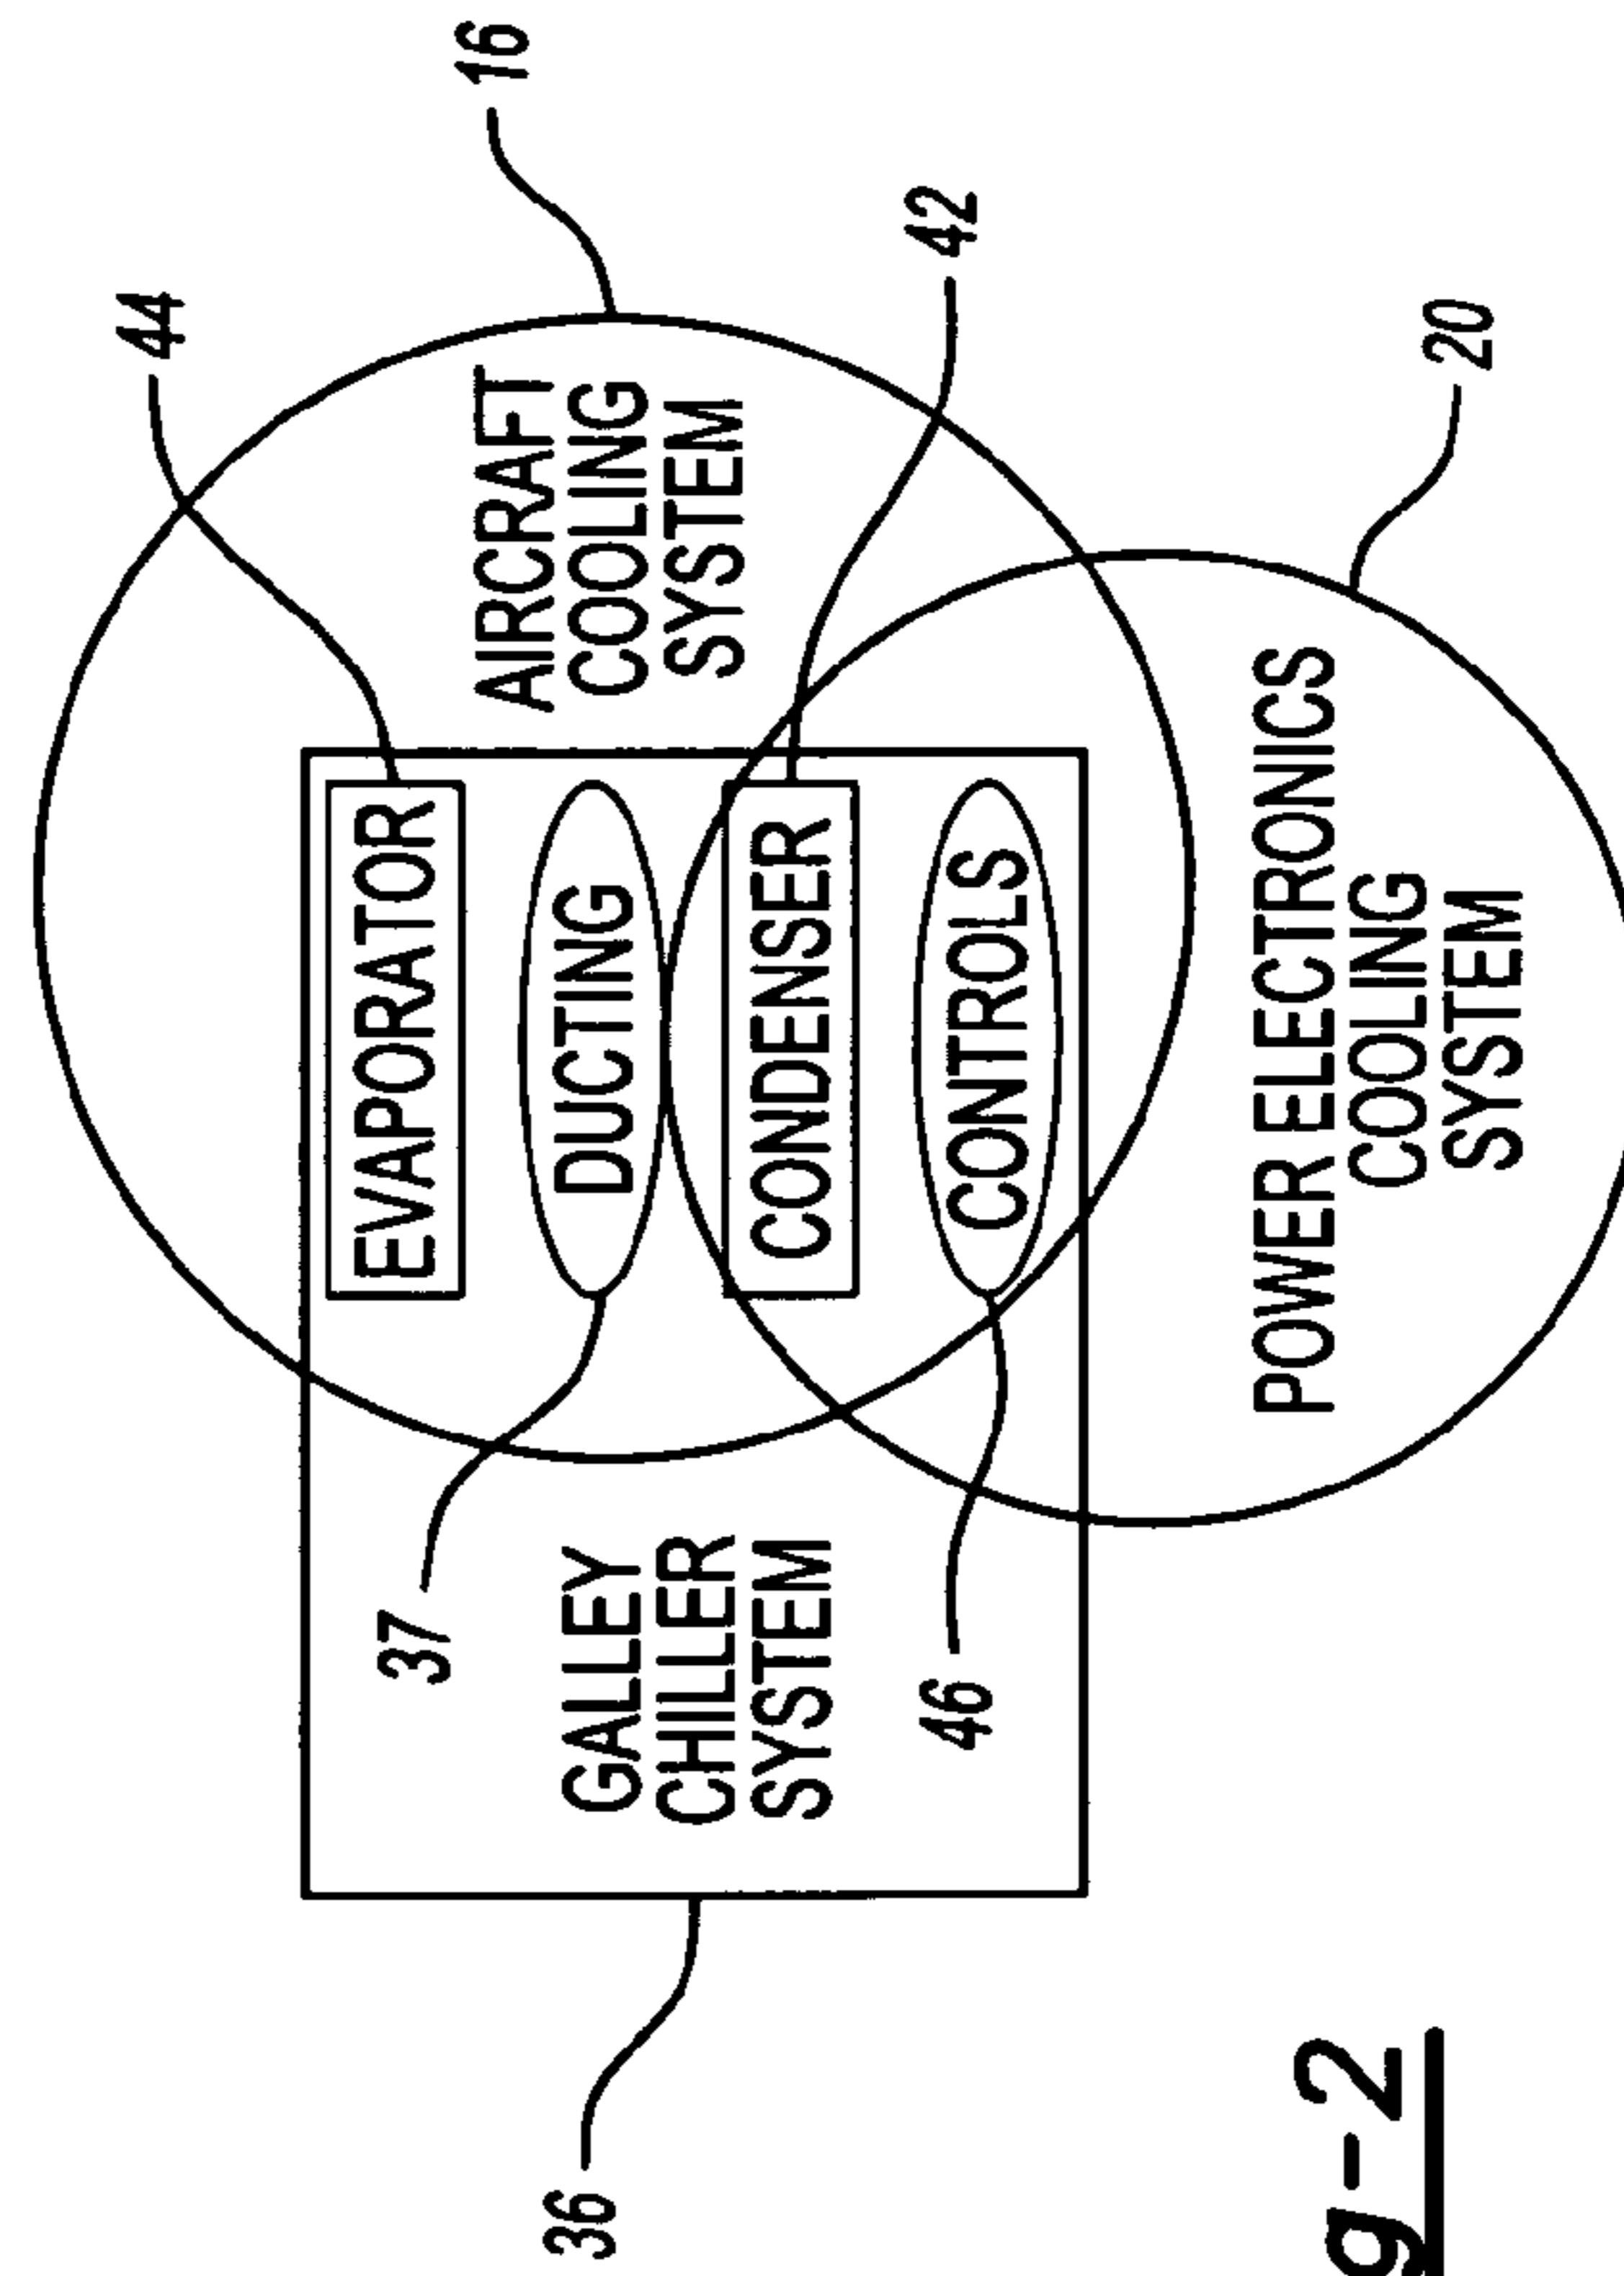 44
16
AIRCRAFT
COOLING
SYSTEM
42
20
EVAPORATOR
DUCTING
CONDENSER
CONTROLS
POWER ELECTRONICS
COOLING
SYSTEM
37
GALLEY
CHILLER
SYSTEM
46
36
g-2